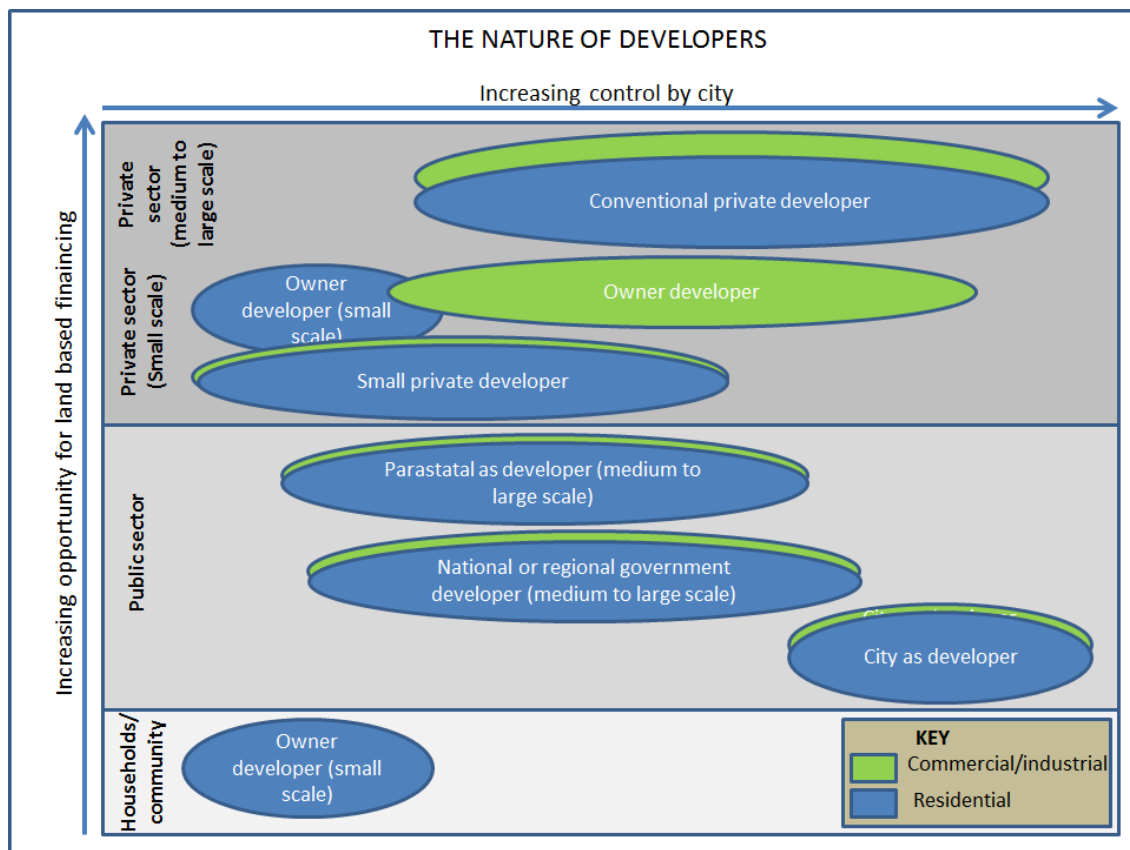 THE NATURE OF DEVELOPERS
Increasing control by city
Increasing opportunity for land based financing
Private
sector
(medium to
large scale)
Conventional private developer
Private sector
(Small scale)
Owner
developer (small
scale)
Owner developer
Small private developer
Public sector
Parastatal as developer (medium to
large scale)
National or regional government
developer (medium to large scale)
City as developer
Households/
community
Owner
developer (small
scale)
KEY
Commercial/industrial
Residential